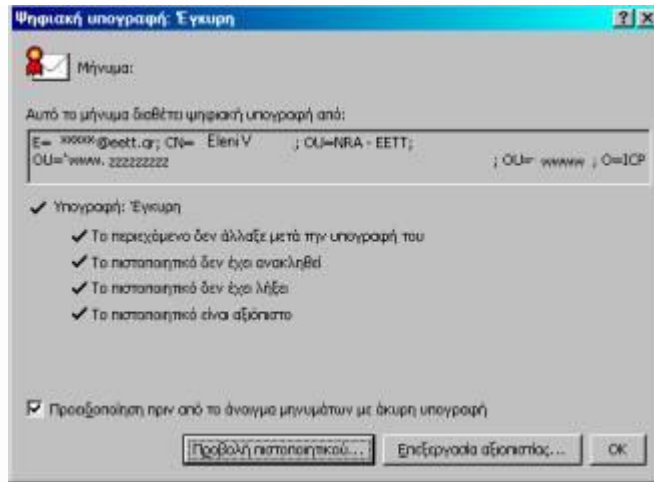 Ψηφιακή υπογραφή: Έγκυρη
Μήνυμα:
Αυτό το μήνυμα διαθέτει ψηφιακή υπογραφή από:
E= xxxxx@eett.gr; CN= Eleni V ; OU=NRA - EETT;
OU="www. zzzzzzzzzz ; OU= wwwww ; O=ICP
Υπογραφή: Έγκυρη
Το περιεχόμενο δεν άλλαξε μετά την υπογραφή του
Το πιστοποιητικό δεν έχει ανακληθεί
Το πιστοποιητικό δεν έχει λήξει
Το πιστοποιητικό είναι αξιόπιστο
Προειδοποίηση πριν από το άνοιγμα μηνυμάτων με άκυρη υπογραφή
Προβολή πιστοποιητικού... Επεξεργασία αξιοπιστίας... OK